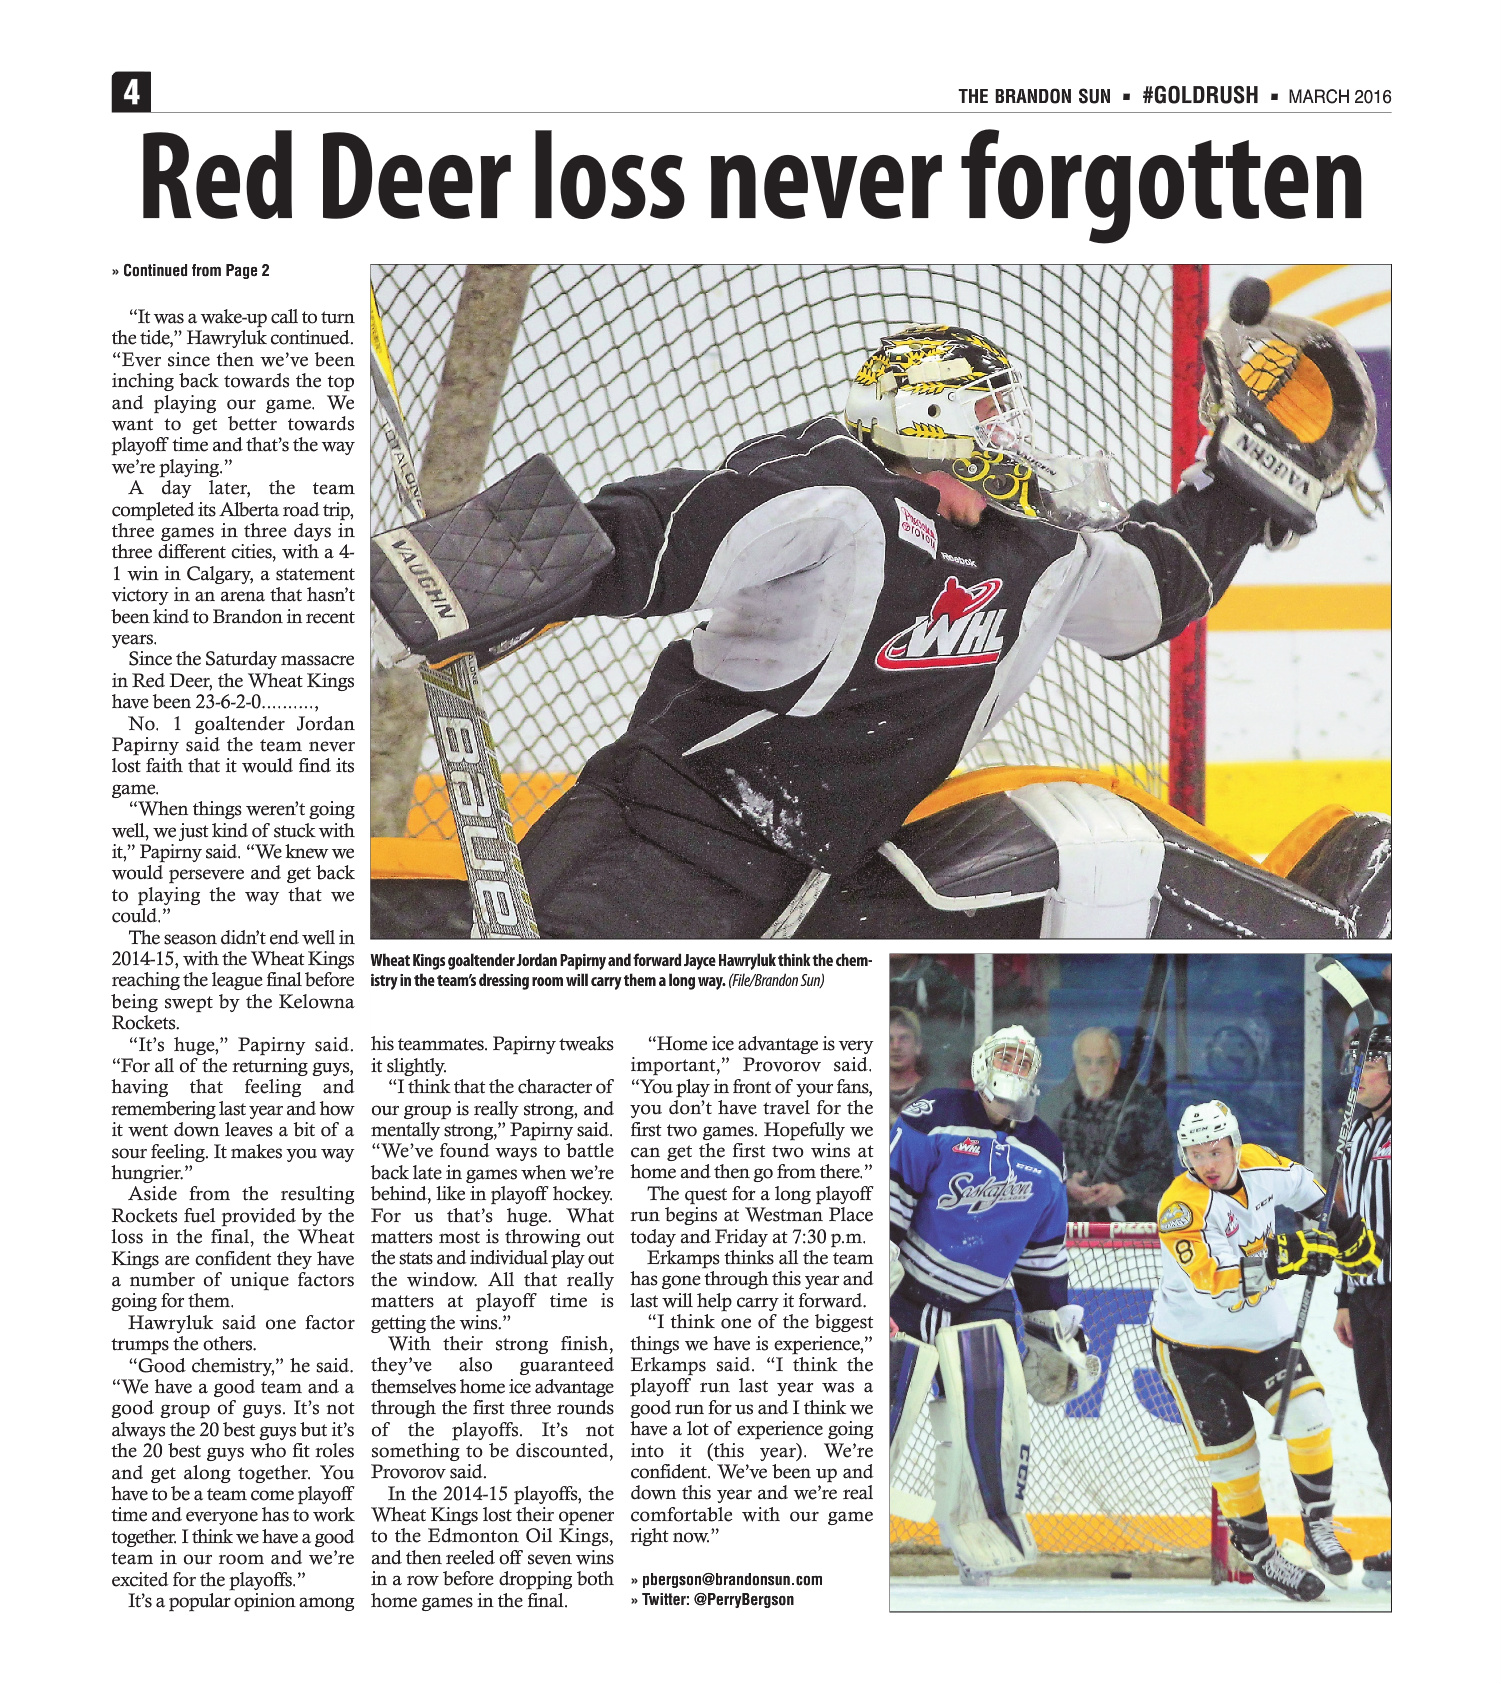 4
THE BRANDON SUN ▪ #GOLDRUSH ▪ MARCH 2016
Red Deer loss never forgotten
» Continued from Page 2
“It was a wake-up call to turn
the tide,” Hawryluk continued.
“Ever since then we’ve been
inching back towards the top
and playing our game. We
want to get better towards
playoff time and that’s the way
we’re playing.”
A day later, the team
completed its Alberta road trip,
three games in three days in
three different cities, with a 4-
1 win in Calgary, a statement
victory in an arena that hasn’t
been kind to Brandon in recent
years.
Since the Saturday massacre
in Red Deer, the Wheat Kings
have been 23-6-2-0..........,
No. 1 goaltender Jordan
Papirny said the team never
lost faith that it would find its
game.
“When things weren’t going
well, we just kind of stuck with
it,” Papirny said. “We knew we
would persevere and get back
to playing the way that we
could.”
The season didn’t end well in
2014-15, with the Wheat Kings
reaching the league final before
being swept by the Kelowna
Rockets.
“It’s huge,” Papirny said.
“For all of the returning guys,
having that feeling and
remembering last year and how
it went down leaves a bit of a
sour feeling. It makes you way
hungrier.”
Aside from the resulting
Rockets fuel provided by the
loss in the final, the Wheat
Kings are confident they have
a number of unique factors
going for them.
Hawryluk said one factor
trumps the others.
“Good chemistry,” he said.
“We have a good team and a
good group of guys. It’s not
always the 20 best guys but it’s
the 20 best guys who fit roles
and get along together. You
have to be a team come playoff
time and everyone has to work
together. I think we have a good
team in our room and we’re
excited for the playoffs.”
It’s a popular opinion among
VAUGHN
VAUGHN
VAUGHN
Reebok
WHL
Wheat Kings goaltender Jordan Papirny and forward Jayce Hawryluk think the chem-
istry in the team’s dressing room will carry them a long way. (File/Brandon Sun)
his teammates. Papirny tweaks
it slightly.
“I think that the character of
our group is really strong, and
mentally strong,” Papirny said.
“We’ve found ways to battle
back late in games when we’re
behind, like in playoff hockey.
For us that’s huge. What
matters most is throwing out
the stats and individual play out
the window. All that really
matters at playoff time is
getting the wins.”
With their strong finish,
they’ve also guaranteed
themselves home ice advantage
through the first three rounds
of the playoffs. It’s not
something to be discounted,
Provorov said.
In the 2014-15 playoffs, the
Wheat Kings lost their opener
to the Edmonton Oil Kings,
and then reeled off seven wins
in a row before dropping both
home games in the final.
“Home ice advantage is very
important,” Provorov said.
“You play in front of your fans,
you don’t have travel for the
first two games. Hopefully we
can get the first two wins at
home and then go from there.”
The quest for a long playoff
run begins at Westman Place
today and Friday at 7:30 p.m.
Erkamps thinks all the team
has gone through this year and
last will help carry it forward.
“I think one of the biggest
things we have is experience,”
Erkamps said. “I think the
playoff run last year was a
good run for us and I think we
have a lot of experience going
into it (this year). We’re
confident. We’ve been up and
down this year and we’re real
comfortable with our game
right now.”
» pbergson@brandonsun.com
» Twitter: @PerryBergson
WHL
CCM
Saskatoon
CCM
8
CCM
8
NEXUS
CCM
CCM